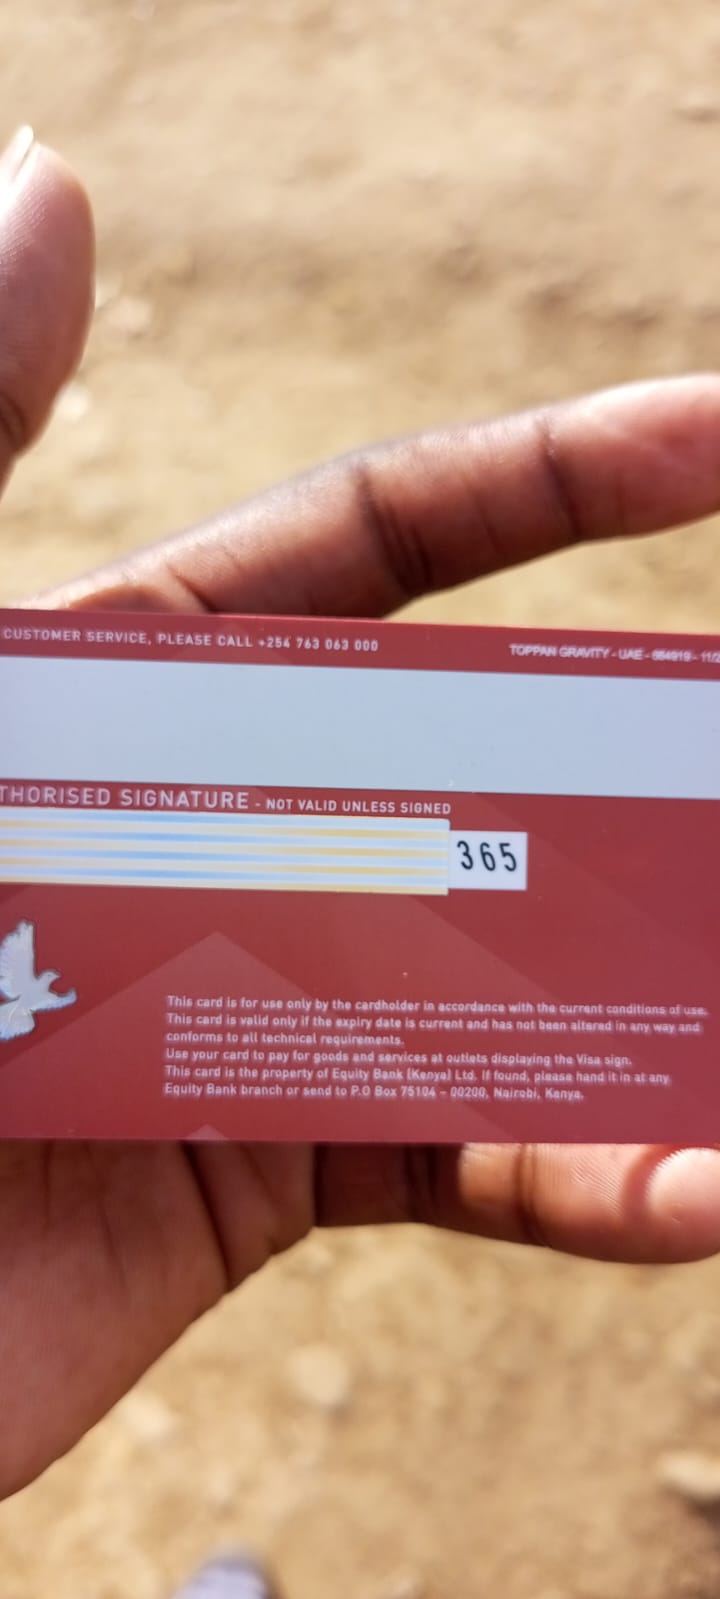 CUSTOMER SERVICE, PLEASE CALL +254 763 063 000
TOPPAN GRAVITY - UAE - 11/2
THORISED SIGNATURE - NOT VALID UNLESS SIGNED
365
This card is for use only by the cardholder in accordance with the current conditions of use.
This card is valid only if the expiry date is current and has not been altered in any way and
conforms to all technical requirements.
Use your card to pay for goods and services at outlets displaying the Visa sign.
This card is the property of Equity Bank (Kenya) Ltd. If found, please hand it in at any
Equity Bank branch or send to P.O Box 75104 – 00200, Nairobi, Kenya.